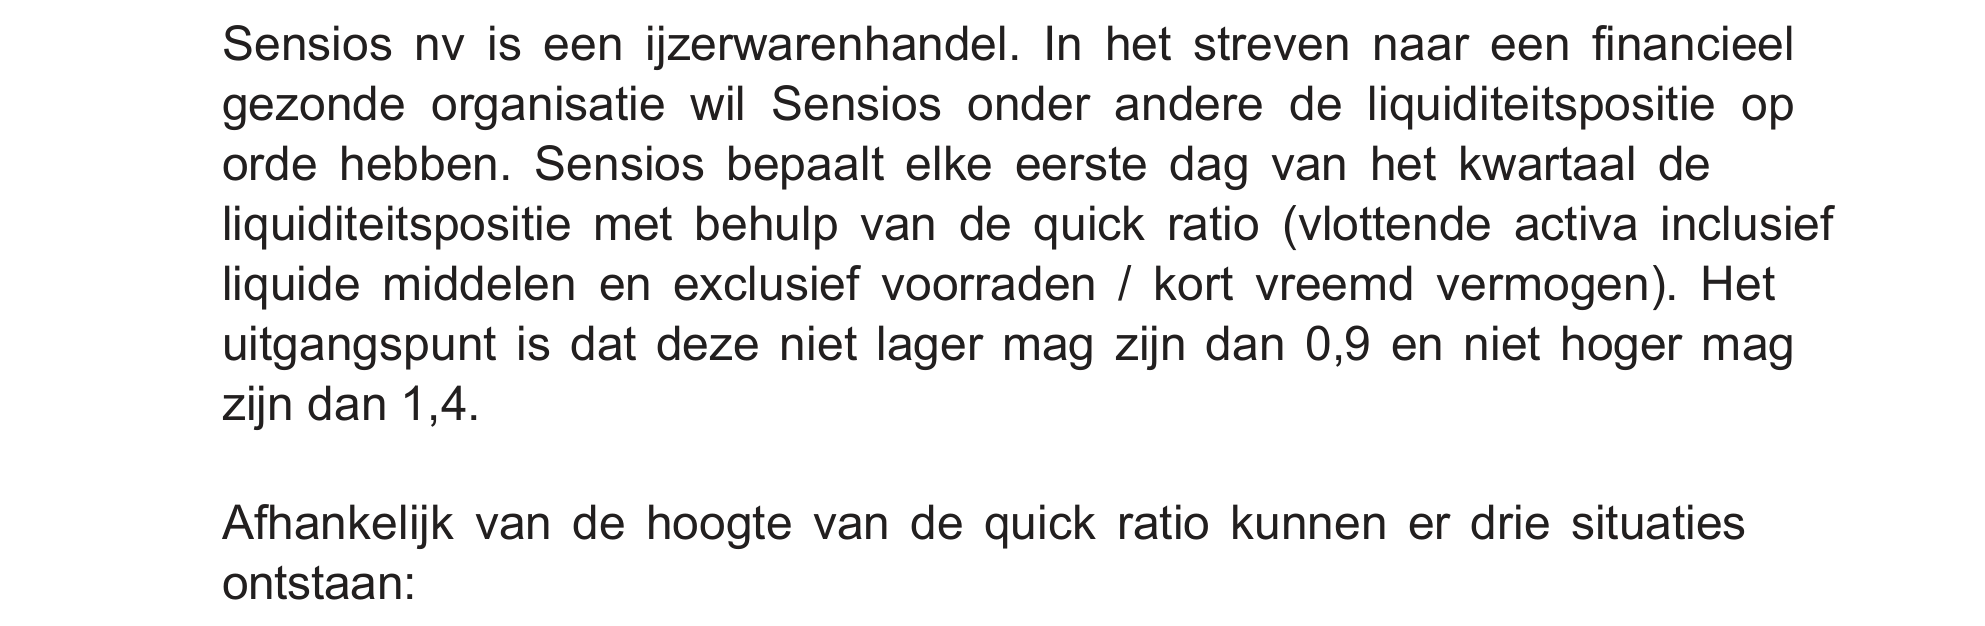 Sensios nv is een ijzerwarenhandel. In het streven naar een financieel
gezonde organisatie wil Sensios onder andere de liquiditeitspositie op
orde hebben. Sensios bepaalt elke eerste dag van het kwartaal de
liquiditeitspositie met behulp van de quick ratio (vlottende activa inclusief
liquide middelen en exclusief voorraden / kort vreemd vermogen). Het
uitgangspunt is dat deze niet lager mag zijn dan 0,9 en niet hoger mag
zijn dan 1,4.
Afhankelijk van de hoogte van de quick ratio kunnen er drie situaties
ontstaan: